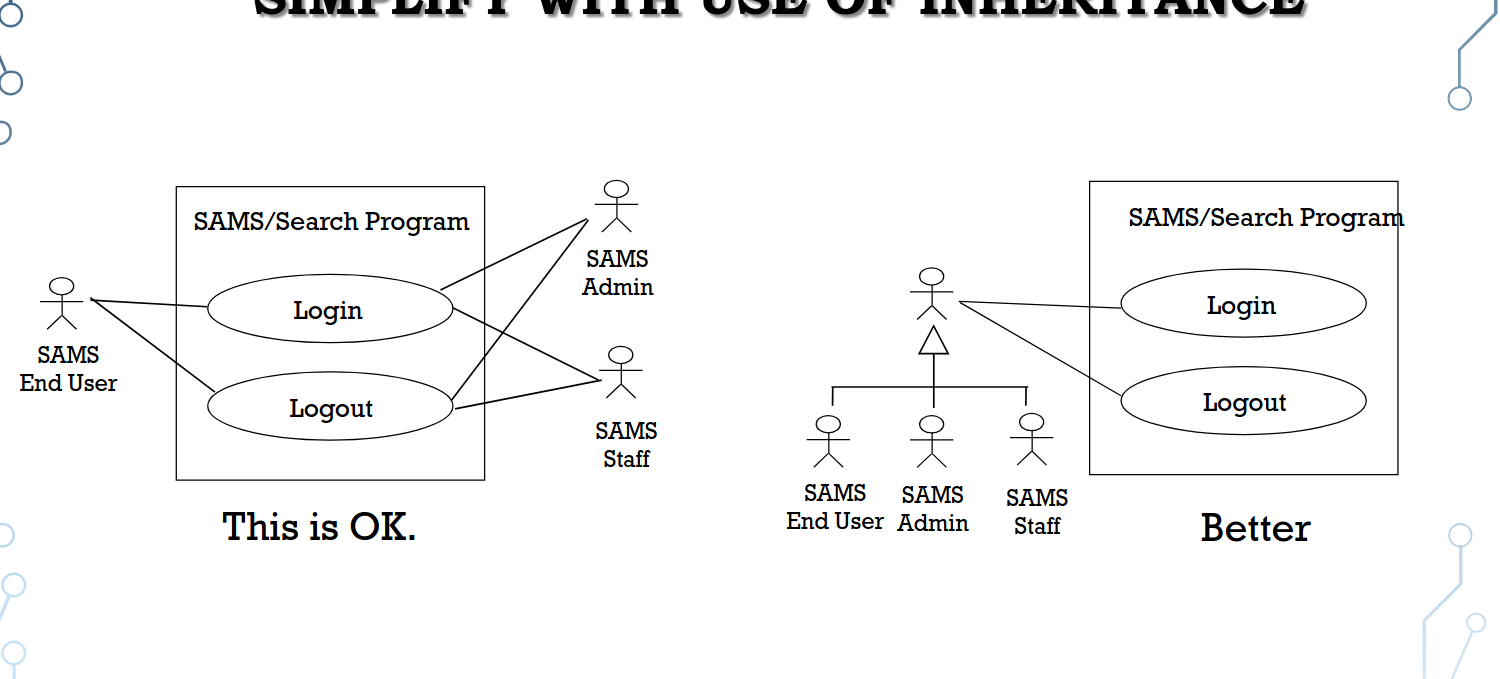 SIMPLIFY WITH USE OF INHERITANCE
SAMS/Search Program
Login
Logout
SAMS
End User
SAMS
Admin
SAMS
Staff
This is OK.
SAMS/Search Program
Login
Logout
SAMS
End User
SAMS
Admin
SAMS
Staff
Better